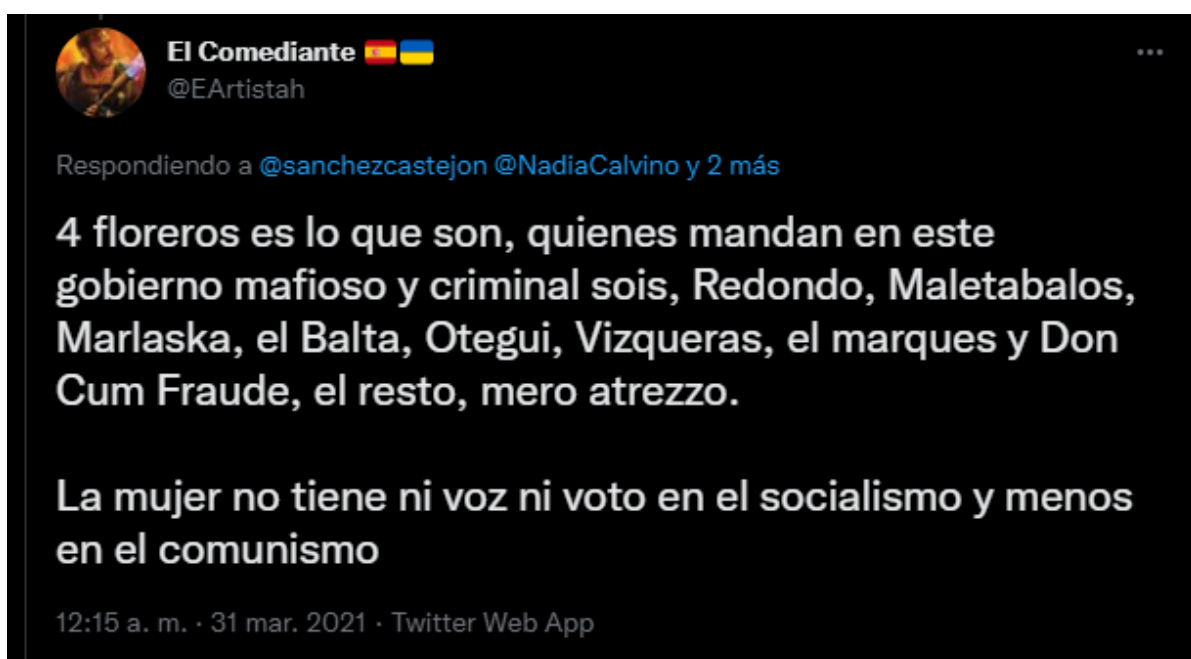 El Comediante 🇪🇸🇺🇦
@EArtistah
Respondiendo a @sanchezcastejon @NadiaCalvino y 2 más
4 floreros es lo que son, quienes mandan en este
gobierno mafioso y criminal sois, Redondo, Maletabalos,
Marlaska, el Balta, Otegui, Vizqueras, el marques y Don
Cum Fraude, el resto, mero atrezzo.
La mujer no tiene ni voz ni voto en el socialismo y menos
en el comunismo
12:15 a. m. · 31 mar. 2021 · Twitter Web App